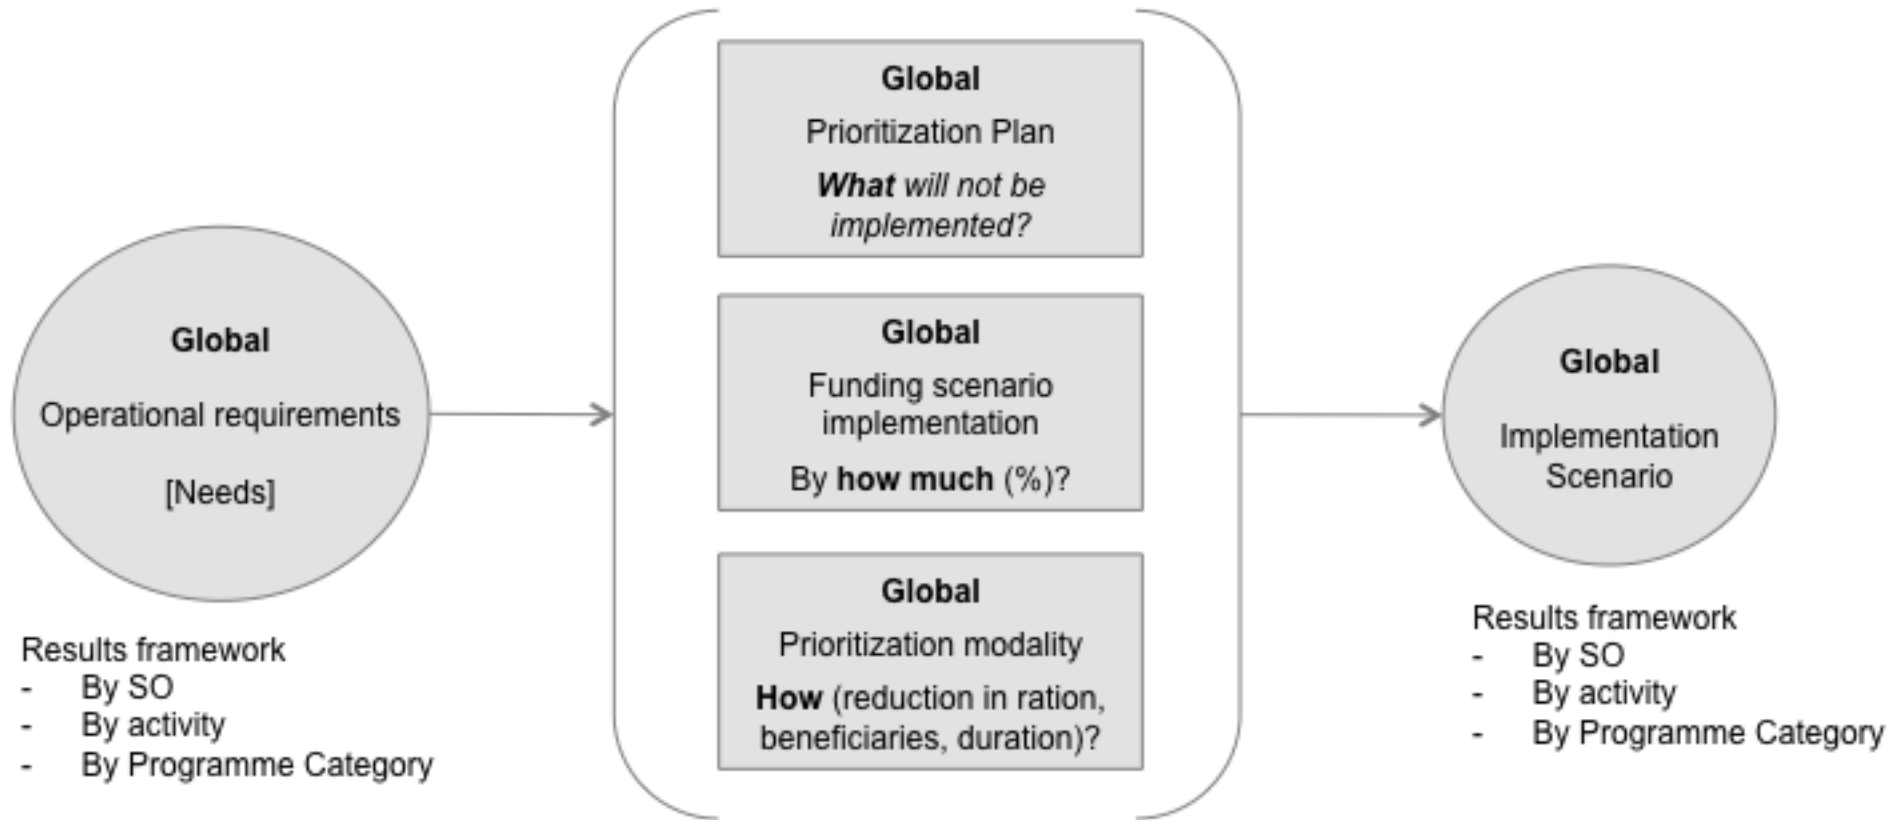 Global
Operational requirements
[Needs]
Results framework
- By SO
- By activity
- By Programme Category
Global
Prioritization Plan
What will not be
implemented?
Global
Funding scenario
implementation
By how much (%)?
Global
Prioritization modality
How (reduction in ration,
beneficiaries, duration)?
Global
Implementation
Scenario
Results framework
- By SO
- By activity
- By Programme Category